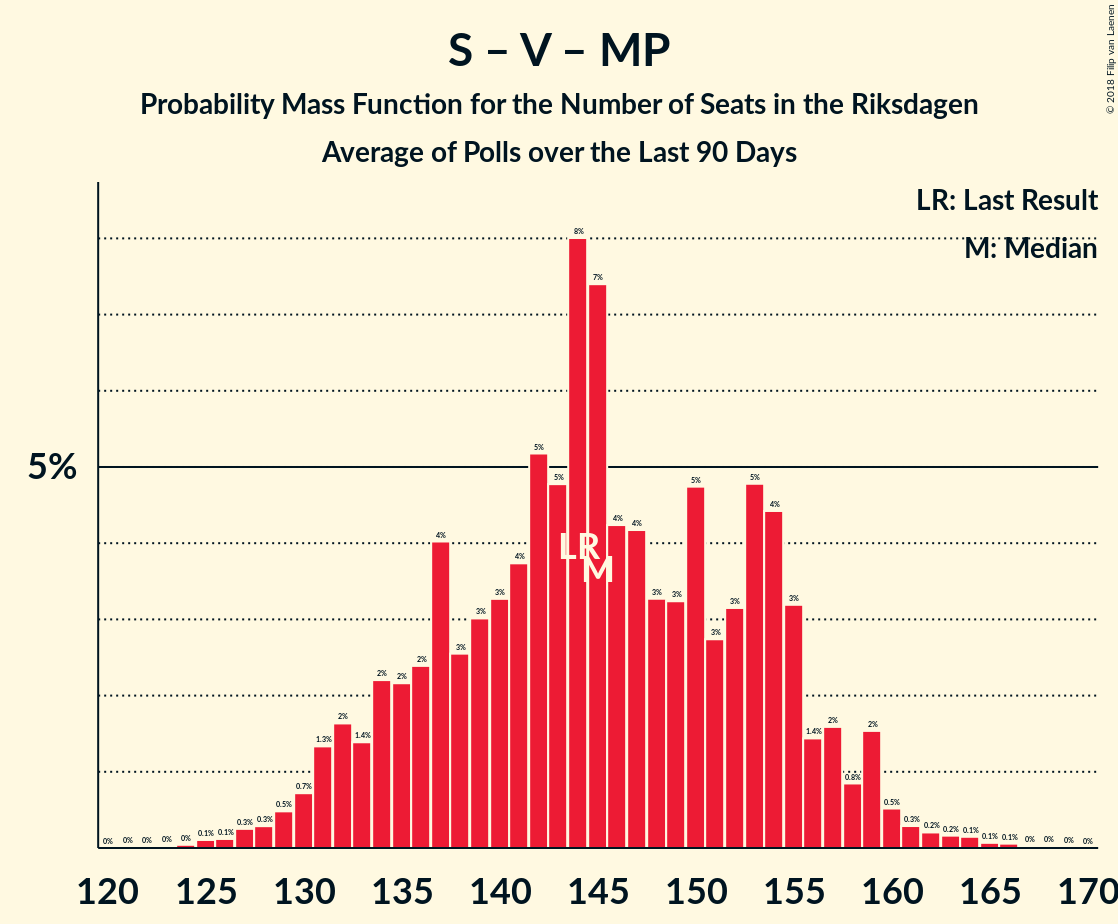 © 2018 Filip van Laenen
S – V – MP
Probability Mass Function for the Number of Seats in the Riksdagen
Average of Polls over the Last 90 Days
LR: Last Result
M: Median
5%
0% 0% 0% 0% 0% 0.1% 0.1% 0.3% 0.3% 0.5% 0.7% 1.3% 2% 1.4% 2% 2% 2% 4% 3% 3% 3% 4% 5% 5% 8% 7% 4% 4% 3% 3% 5% 3% 3% 5% 4% 3% 1.4% 2% 0.8% 2% 0.5% 0.3% 0.2% 0.2% 0.1% 0.1% 0.1% 0% 0% 0% 0%
LR
M
120 125 130 135 140 145 150 155 160 165 170